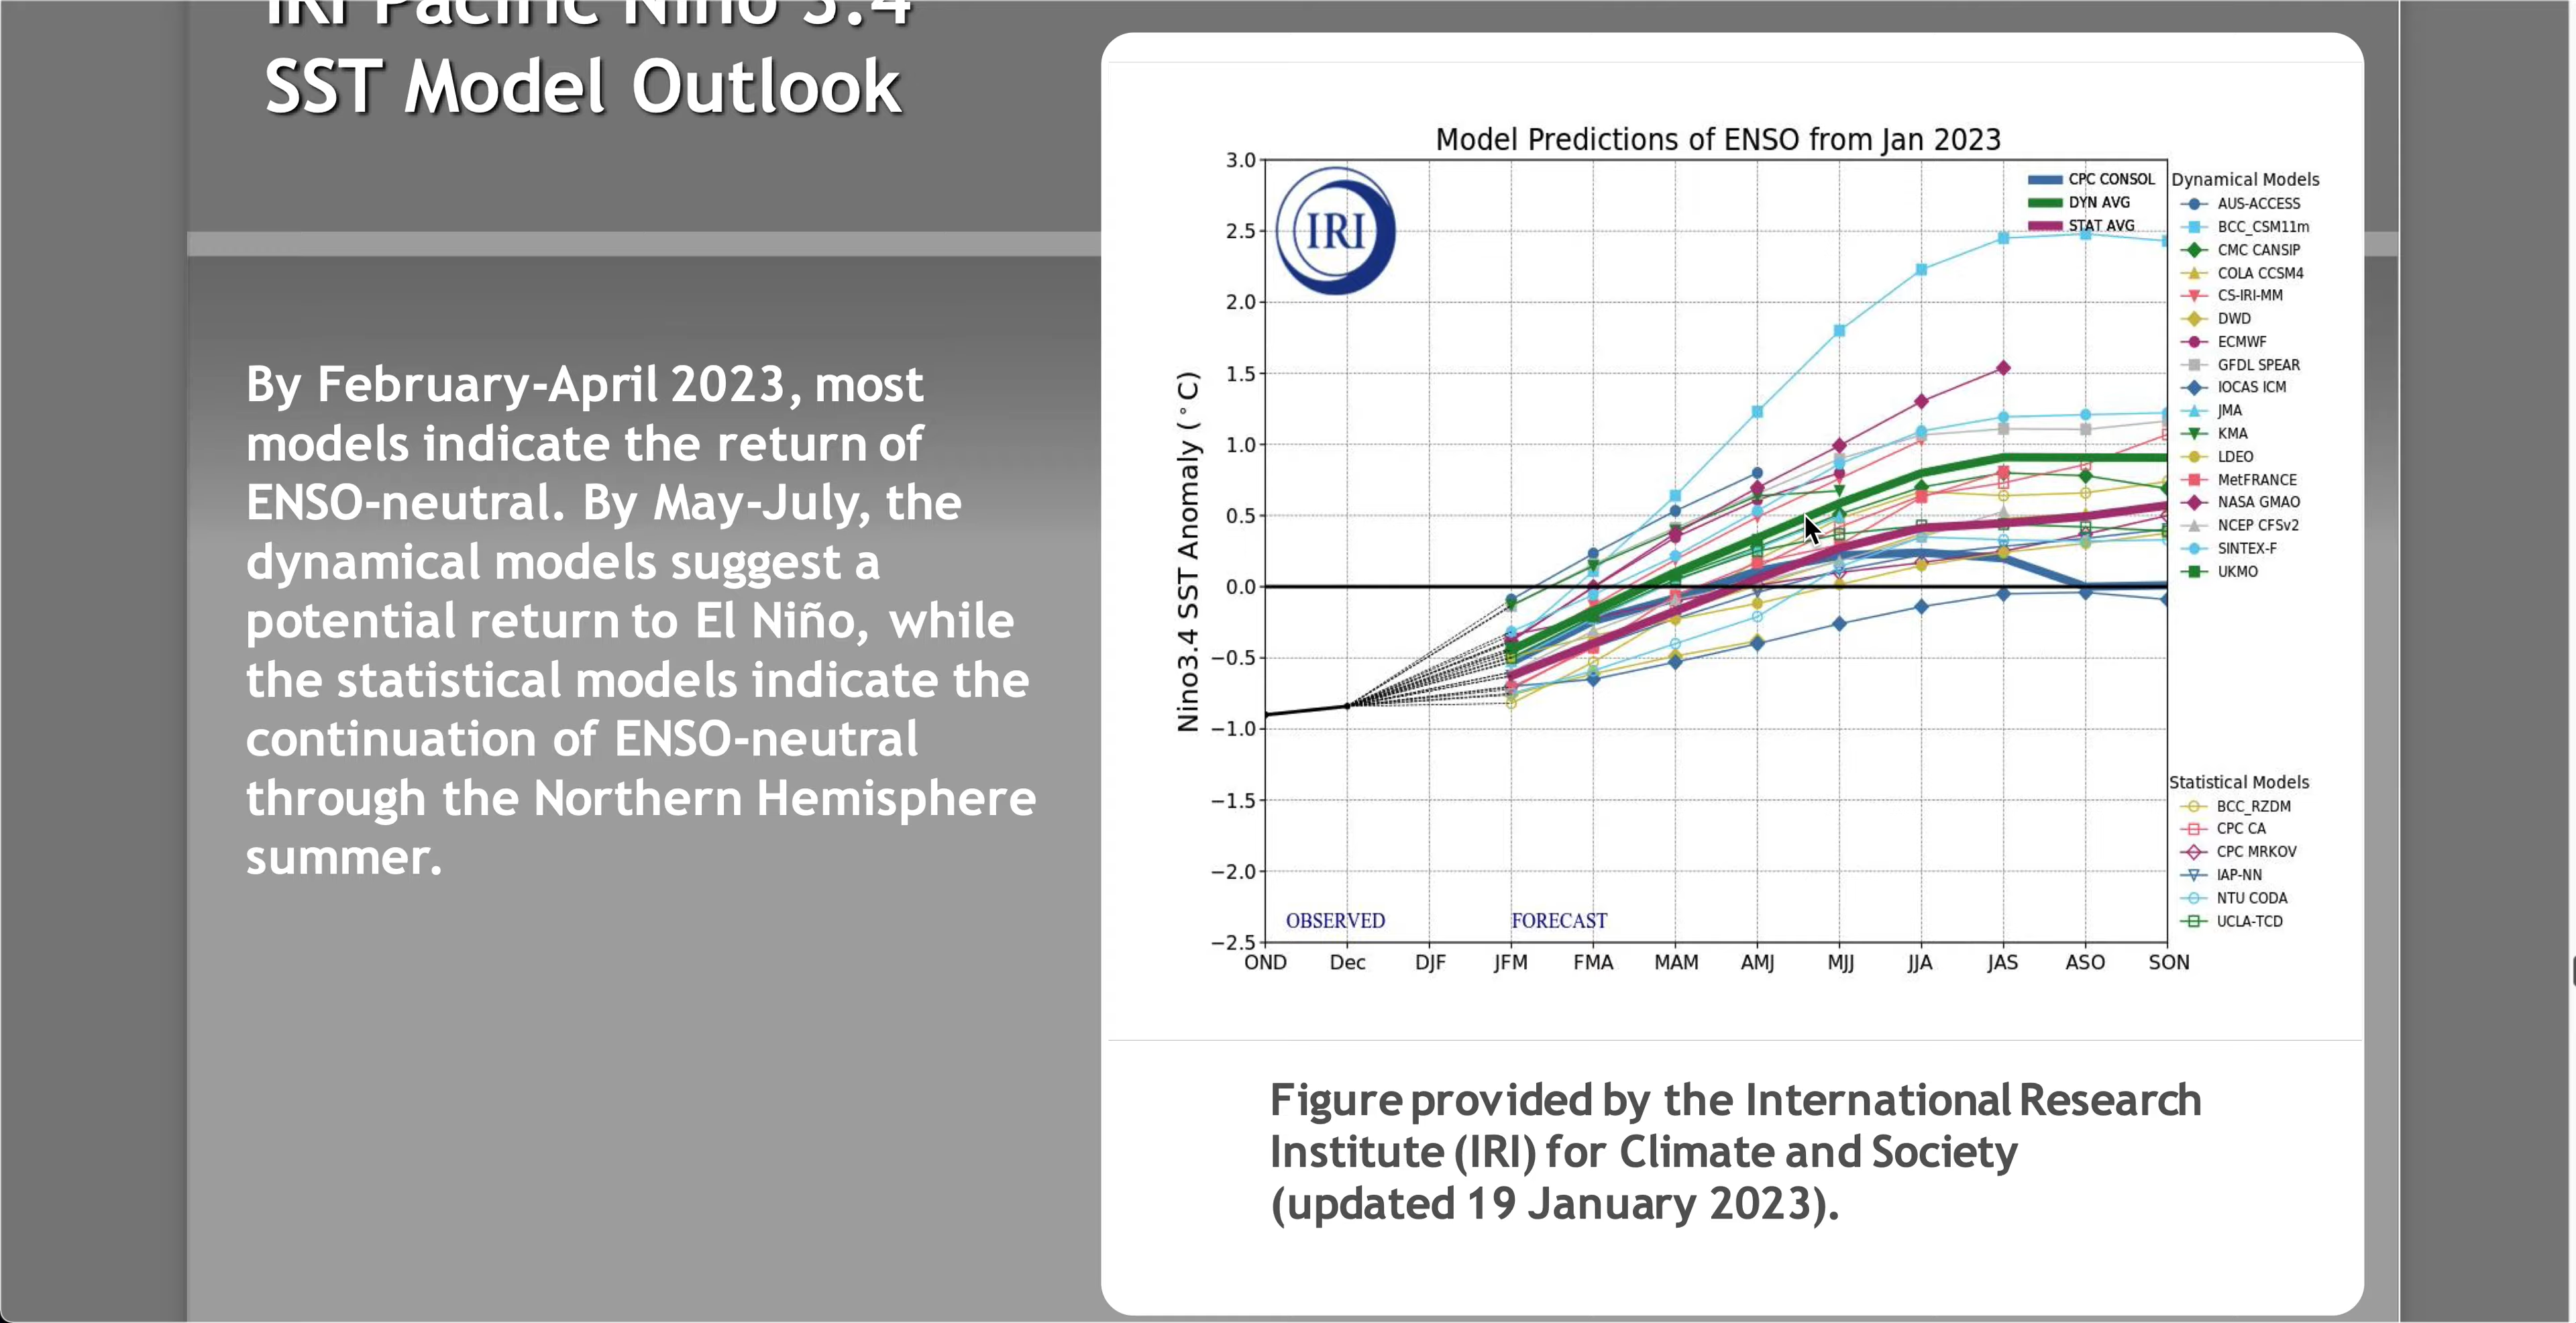 IRI Pacific Niño 3.4
SST Model Outlook
By February-April 2023, most
models indicate the return of
ENSO-neutral. By May-July, the
dynamical models suggest a
potential return to El Niño, while
the statistical models indicate the
continuation of ENSO-neutral
through the Northern Hemisphere
summer.
Model Predictions of ENSO from Jan 2023
IRI
CPC CONSOL
DYN AVG
STAT AVG
Nino3.4 SST Anomaly (°C)
3.0
2.5
2.0
1.5
1.0
0.5
0.0
−0.5
−1.0
−1.5
−2.0
−2.5
OBSERVED FORECAST
OND Dec DJF JFM FMA MAM AMJ MJJ JJA JAS ASO SON
Dynamical Models
AUS-ACCESS
BCC_CSM11m
CMC CANSIP
COLA CCSM4
CS-IRI-MM
DWD
ECMWF
GFDL SPEAR
IOCAS ICM
JMA
KMA
LDEO
MetFRANCE
NASA GMAO
NCEP CFSv2
SINTEX-F
UKMO
Statistical Models
BCC_RZDM
CPC CA
CPC MRKOV
IAP-NN
NTU CODA
UCLA-TCD
Figure provided by the International Research
Institute (IRI) for Climate and Society
(updated 19 January 2023).